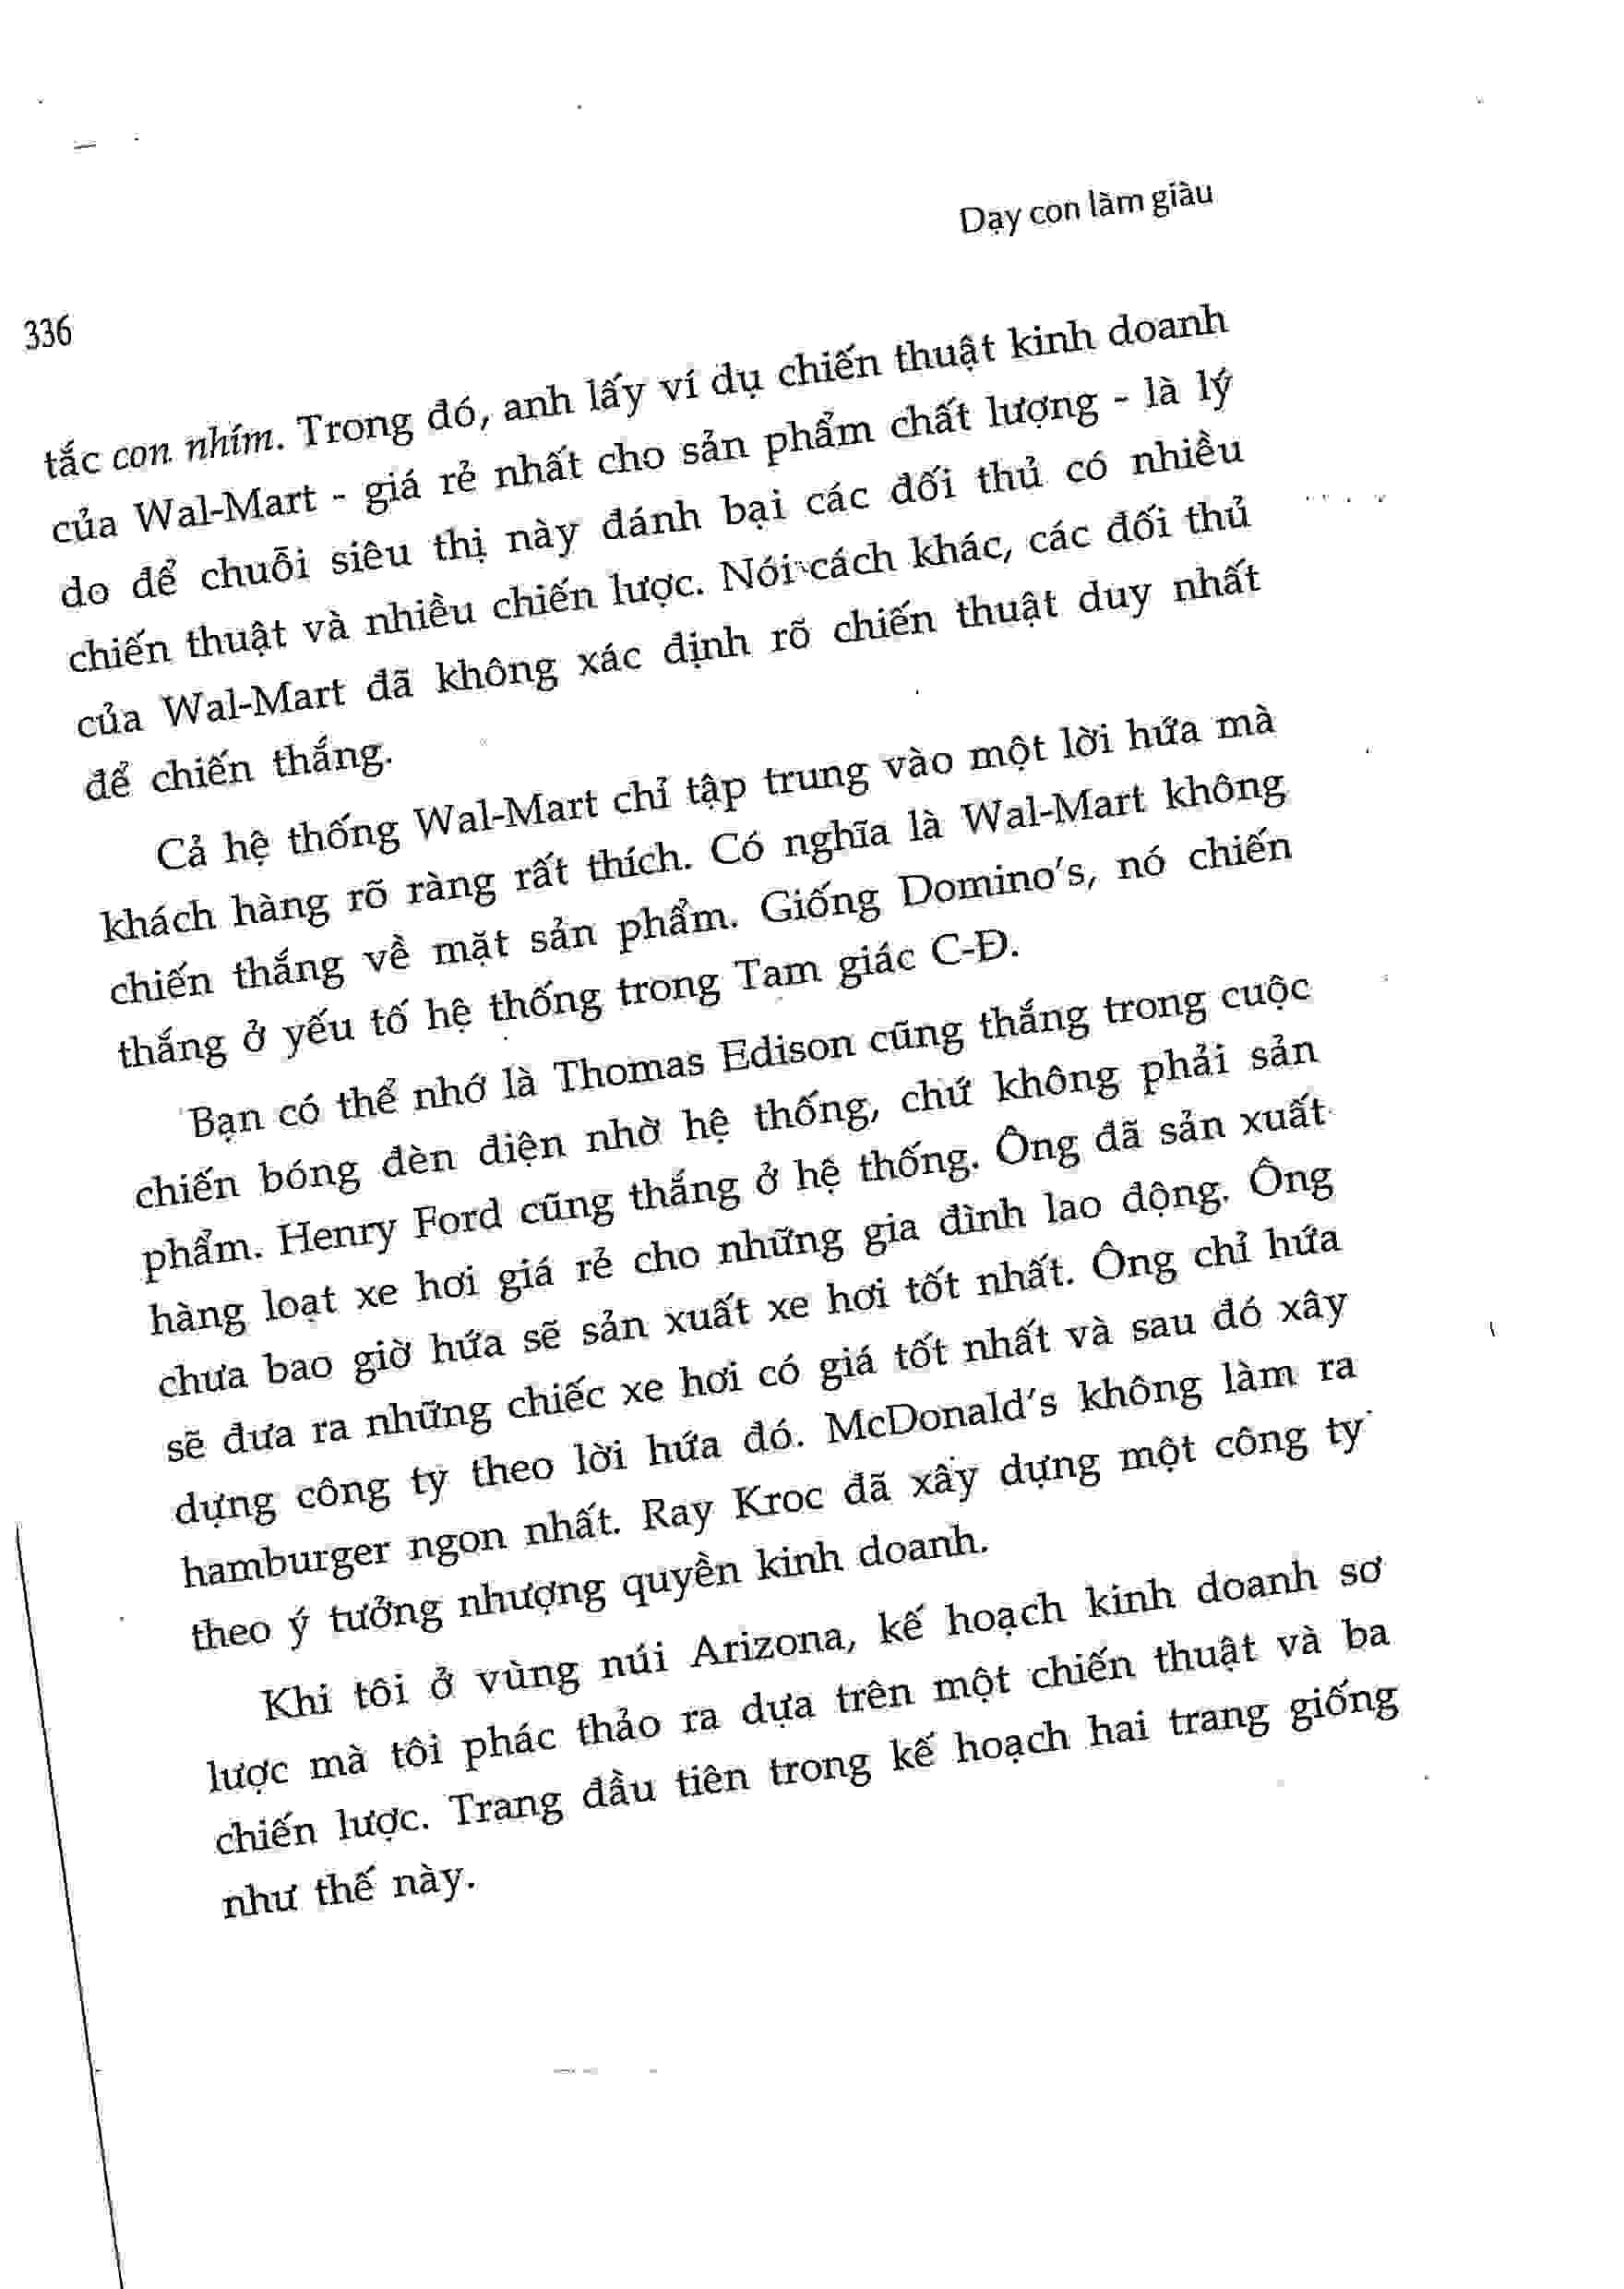 Dạy con làm giàu
336
tắc con nhím. Trong đó, anh lấy ví dụ chiến thuật kinh doanh
của Wal-Mart - giá rẻ nhất cho sản phẩm chất lượng - là lý
do để chuỗi siêu thị này đánh bại các đối thủ có nhiều
chiến thuật và nhiều chiến lược. Nói cách khác, các đối thủ
của Wal-Mart đã không xác định rõ chiến thuật duy nhất
để chiến thắng.
Cả hệ thống Wal-Mart chỉ tập trung vào một lời hứa mà
khách hàng rõ ràng rất thích. Có nghĩa là Wal-Mart không
chiến thắng về mặt sản phẩm. Giống Domino's, nó chiến
thắng ở yếu tố hệ thống trong Tam giác C-Đ.
Bạn có thể nhớ là Thomas Edison cũng thắng trong cuộc
chiến bóng đèn điện nhờ hệ thống, chứ không phải sản
phẩm. Henry Ford cũng thắng ở hệ thống. Ông đã sản xuất
hàng loạt xe hơi giá rẻ cho những gia đình lao động. Ông
chưa bao giờ hứa sẽ sản xuất xe hơi tốt nhất. Ông chỉ hứa
sẽ đưa ra những chiếc xe hơi có giá tốt nhất và sau đó xây
dựng công ty theo lời hứa đó. McDonald's không làm ra
hamburger ngon nhất. Ray Kroc đã xây dựng một công ty
theo ý tưởng nhượng quyền kinh doanh.
Khi tôi ở vùng núi Arizona, kế hoạch kinh doanh sơ
lược mà tôi phác thảo ra dựa trên một chiến thuật và ba
chiến lược. Trang đầu tiên trong kế hoạch hai trang giống
như thế này.